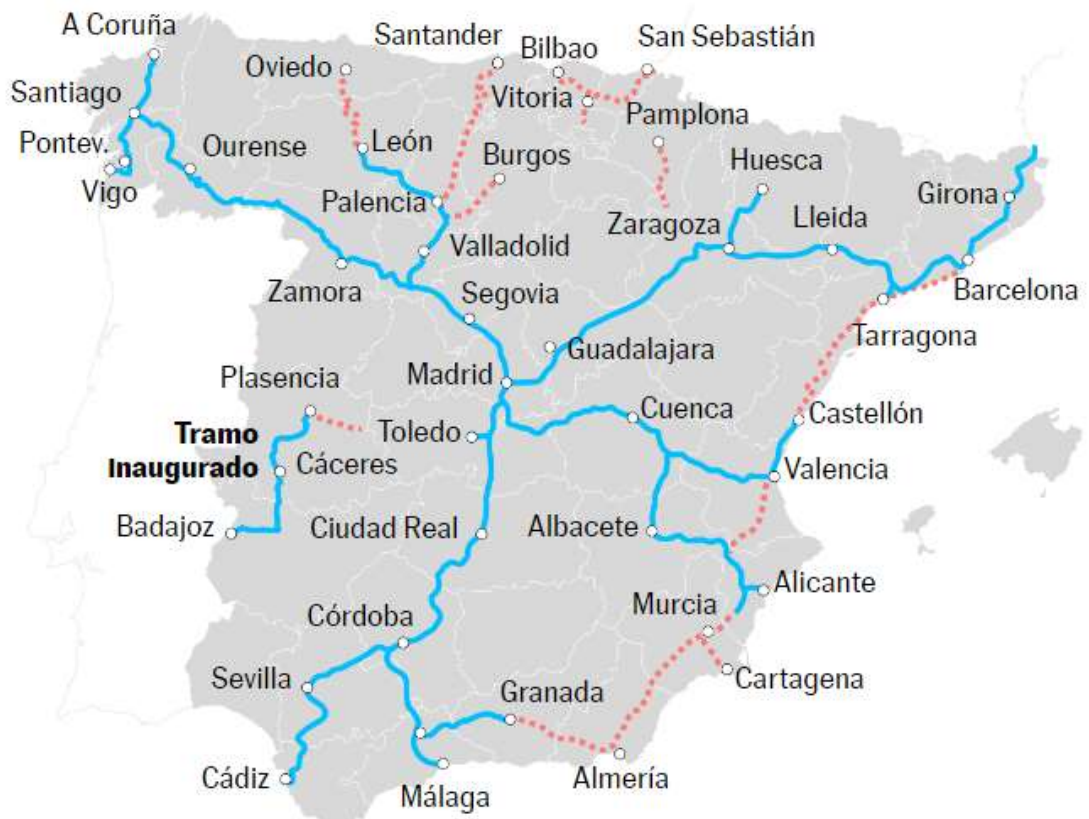 A Coruña
Santander
Bilbao
San Sebastián
Oviedo
Santiago
Vitoria
Pamplona
Pontev.
Ourense
León
Burgos
Huesca
Vigo
Palencia
Girona
Zaragoza
Lleida
Valladolid
Zamora
Segovia
Barcelona
Tarragona
Guadalajara
Madrid
Plasencia
Cuenca
Castellón
Tramo
Inaugurado
Toledo
Cáceres
Valencia
Badajoz
Ciudad Real
Albacete
Alicante
Murcia
Córdoba
Sevilla
Granada
Cartagena
Cádiz
Málaga
Almería